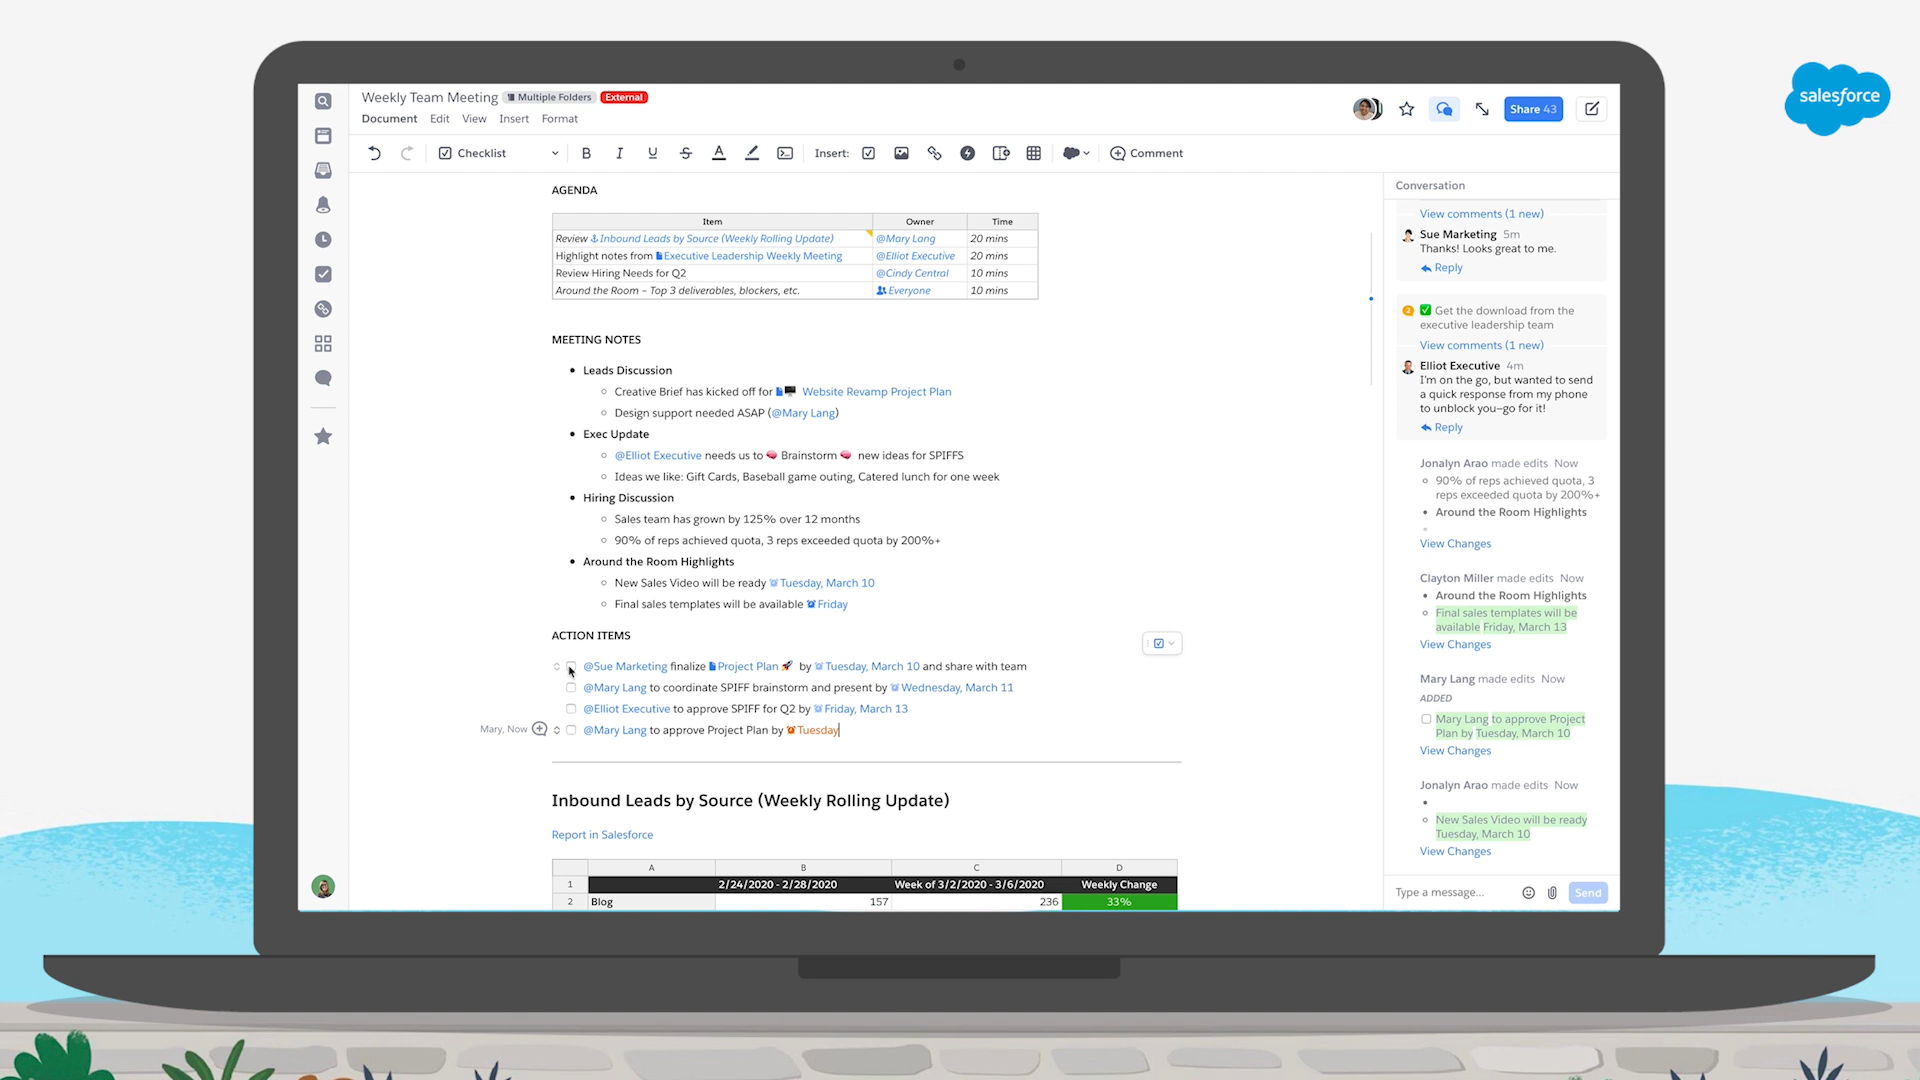 salesforce
Weekly Team Meeting Multiple Folders External
Document Edit View Insert Format
Share 43
Checklist B I U S A Insert: Comment
AGENDA
Item Owner Time
Review Inbound Leads by Source (Weekly Rolling Update) @Mary Lang 20 mins
Highlight notes from Executive Leadership Weekly Meeting @Elliot Executive 20 mins
Review Hiring Needs for Q2 @Cindy Central 10 mins
Around the Room – Top 3 deliverables, blockers, etc. Everyone 10 mins
MEETING NOTES
• Leads Discussion
◦ Creative Brief has kicked off for Website Revamp Project Plan
◦ Design support needed ASAP (@Mary Lang)
• Exec Update
◦ @Elliot Executive needs us to 🧠 Brainstorm 🧠 new ideas for SPIFFS
◦ Ideas we like: Gift Cards, Baseball game outing, Catered lunch for one week
• Hiring Discussion
◦ Sales team has grown by 125% over 12 months
◦ 90% of reps achieved quota, 3 reps exceeded quota by 200%+
• Around the Room Highlights
◦ New Sales Video will be ready Tuesday, March 10
◦ Final sales templates will be available Friday
ACTION ITEMS
@Sue Marketing finalize Project Plan 🚀 by Tuesday, March 10 and share with team
@Mary Lang to coordinate SPIFF brainstorm and present by Wednesday, March 11
@Elliot Executive to approve SPIFF for Q2 by Friday, March 13
Mary, Now @Mary Lang to approve Project Plan by Tuesday
Inbound Leads by Source (Weekly Rolling Update)
Report in Salesforce
A B C D
1 2/24/2020 - 2/28/2020 Week of 3/2/2020 - 3/6/2020 Weekly Change
2 Blog 157 236 33%
Conversation
View comments (1 new)
Sue Marketing 5m
Thanks! Looks great to me.
Reply
2 ✅ Get the download from the
executive leadership team
View comments (1 new)
Elliot Executive 4m
I'm on the go, but wanted to send
a quick response from my phone
to unblock you—go for it!
Reply
Jonalyn Arao made edits Now
◦ 90% of reps achieved quota, 3
reps exceeded quota by 200%+
• Around the Room Highlights
View Changes
Clayton Miller made edits Now
• Around the Room Highlights
◦ Final sales templates will be
available Friday, March 13
View Changes
Mary Lang made edits Now
ADDED
Mary Lang to approve Project
Plan by Tuesday, March 10
View Changes
Jonalyn Arao made edits Now
◦ New Sales Video will be ready
Tuesday, March 10
View Changes
Type a message... Send